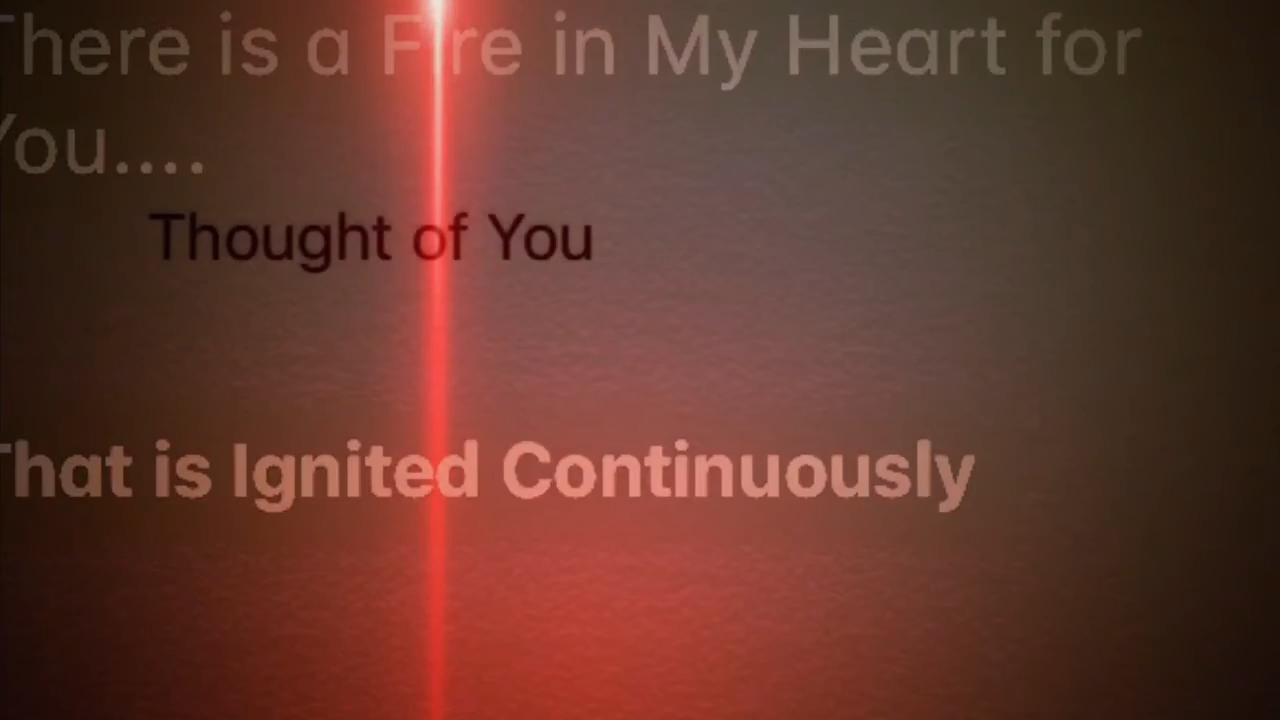 There is a Fire in My Heart for
You....
Thought of You
That is Ignited Continuously